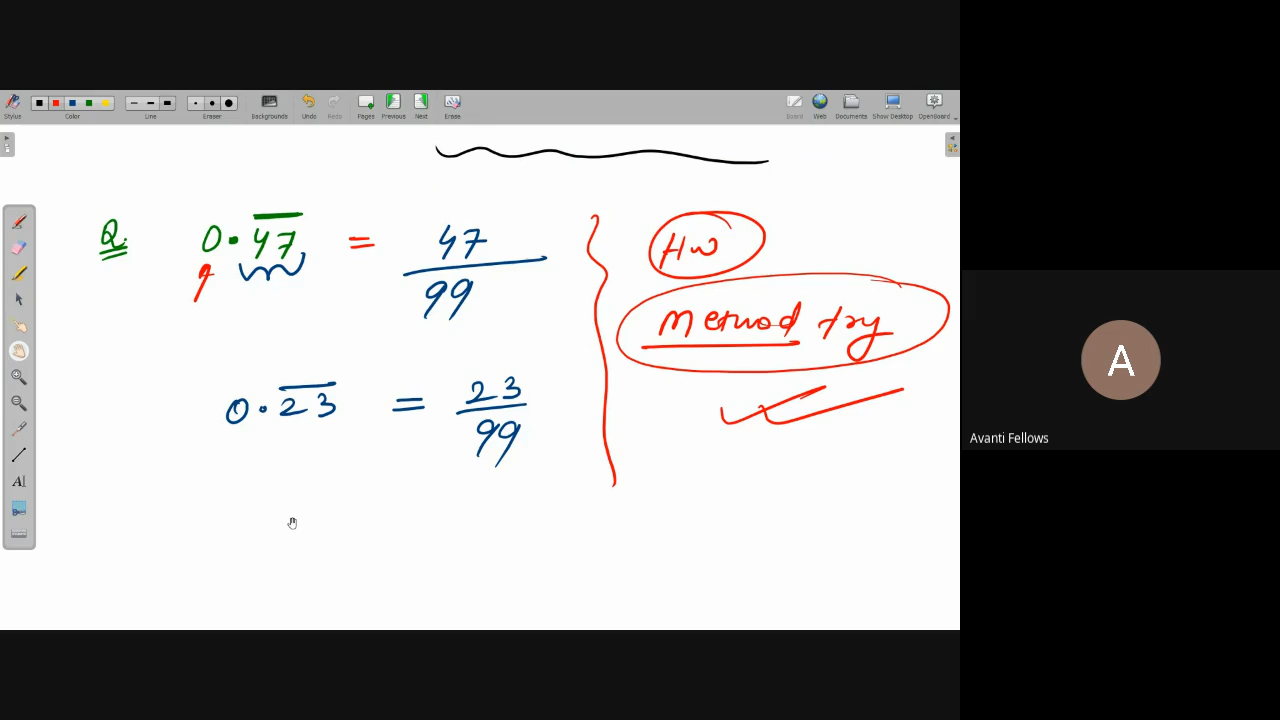 Stylus Color Line Eraser Backgrounds Undo Redo Pages Previous Next Erase Board Web Documents Show Desktop OpenBoard
Q. 0.4̅7̅ = 47/99
0.2̅3̅ = 23/99
HW
Method try
A
Avanti Fellows